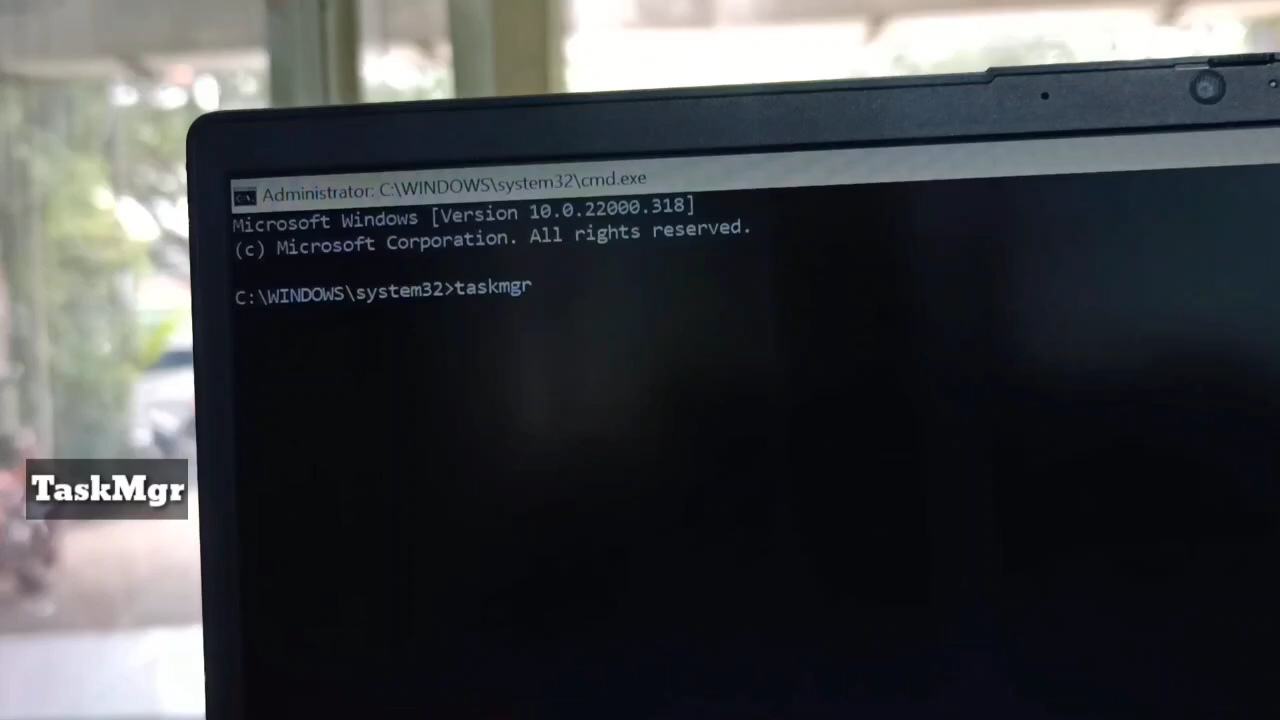 Administrator: C:\WINDOWS\system32\cmd.exe
Microsoft Windows [Version 10.0.22000.318]
(c) Microsoft Corporation. All rights reserved.
C:\WINDOWS\system32>taskmgr
TaskMgr